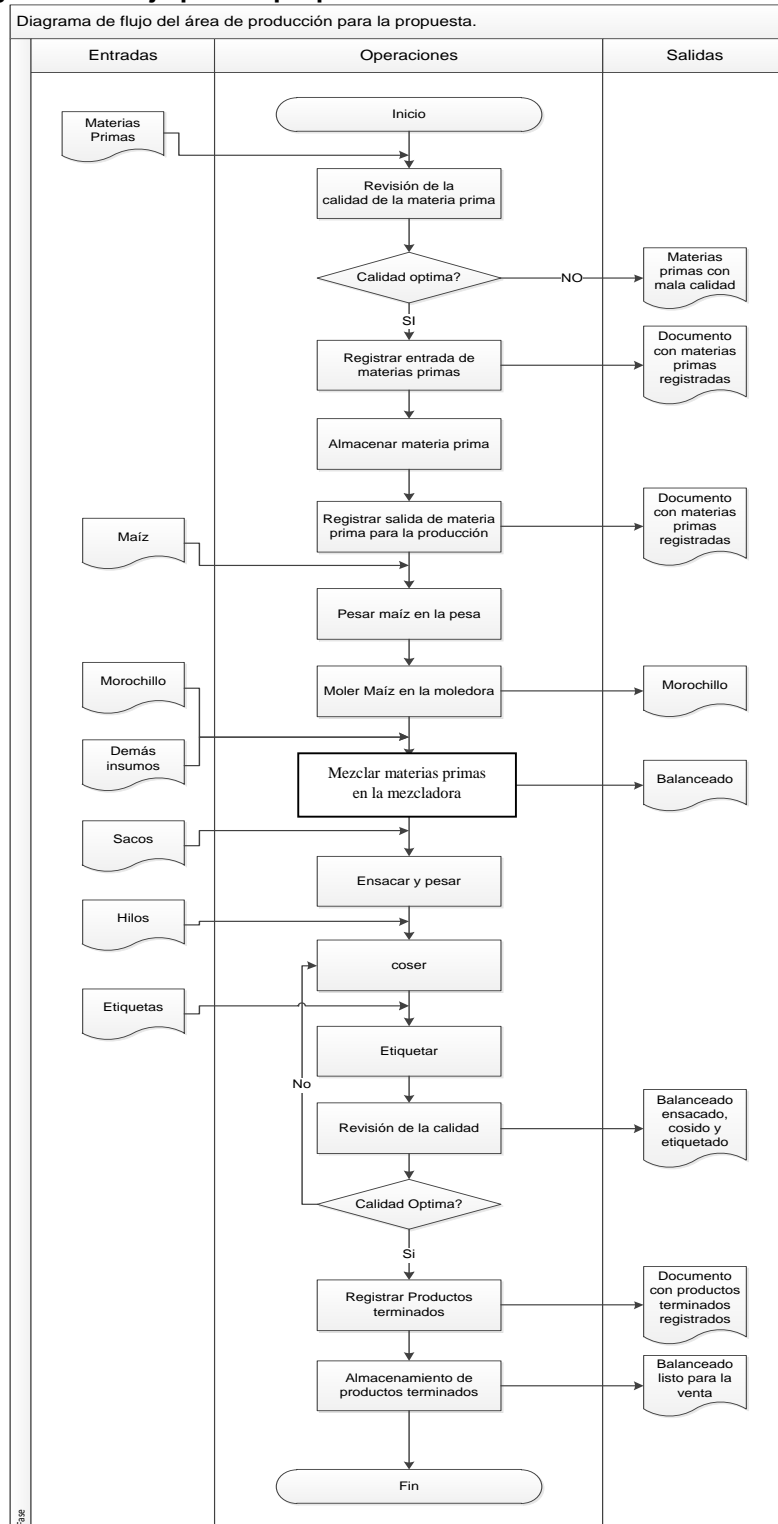 Diagrama de flujo del área de producción para la propuesta.
Entradas
Operaciones
Salidas
Inicio
Materias
Primas
Revisión de la
calidad de la materia prima
Calidad optima?
NO
Materias
primas con
mala calidad
SI
Registrar entrada de
materias primas
Documento
con materias
primas
registradas
Almacenar materia prima
Registrar salida de materia
prima para la producción
Documento
con materias
primas
registradas
Maíz
Pesar maíz en la pesa
Morochillo
Moler Maíz en la moledora
Morochillo
Demás
insumos
Mezclar materias primas
en la mezcladora
Balanceado
Sacos
Ensacar y pesar
Hilos
coser
Etiquetas
Etiquetar
No
Revisión de la calidad
Balanceado
ensacado,
cosido y
etiquetado
Calidad Optima?
Si
Registrar Productos
terminados
Documento
con productos
terminados
registrados
Almacenamiento de
productos terminados
Balanceado
listo para la
venta
Fin
Fase